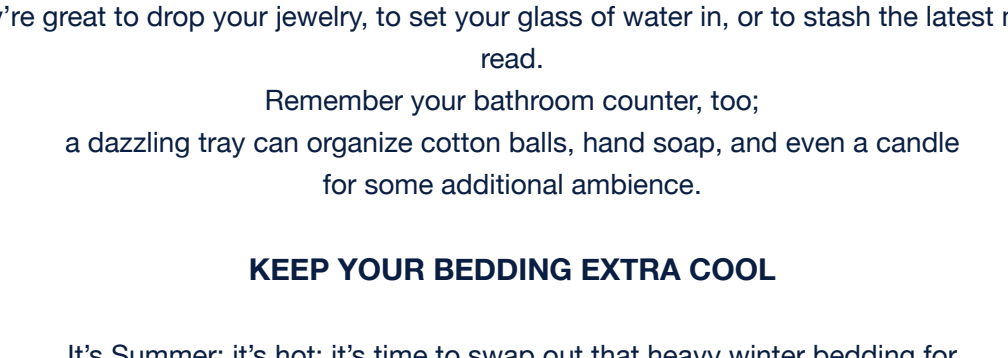 're great to drop your jewelry, to set your glass of water in, or to stash the latest
read.
Remember your bathroom counter, too;
a dazzling tray can organize cotton balls, hand soap, and even a candle
for some additional ambience.
KEEP YOUR BEDDING EXTRA COOL
It's Summer; it's hot; it's time to swap out that heavy winter bedding for